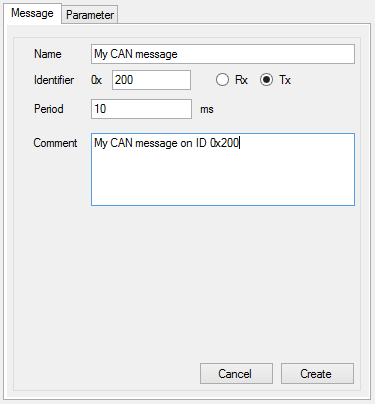 Message Parameter
Name My CAN message
Identifier 0x 200 Rx Tx
Period 10 ms
Comment My CAN message on ID 0x200
Cancel Create